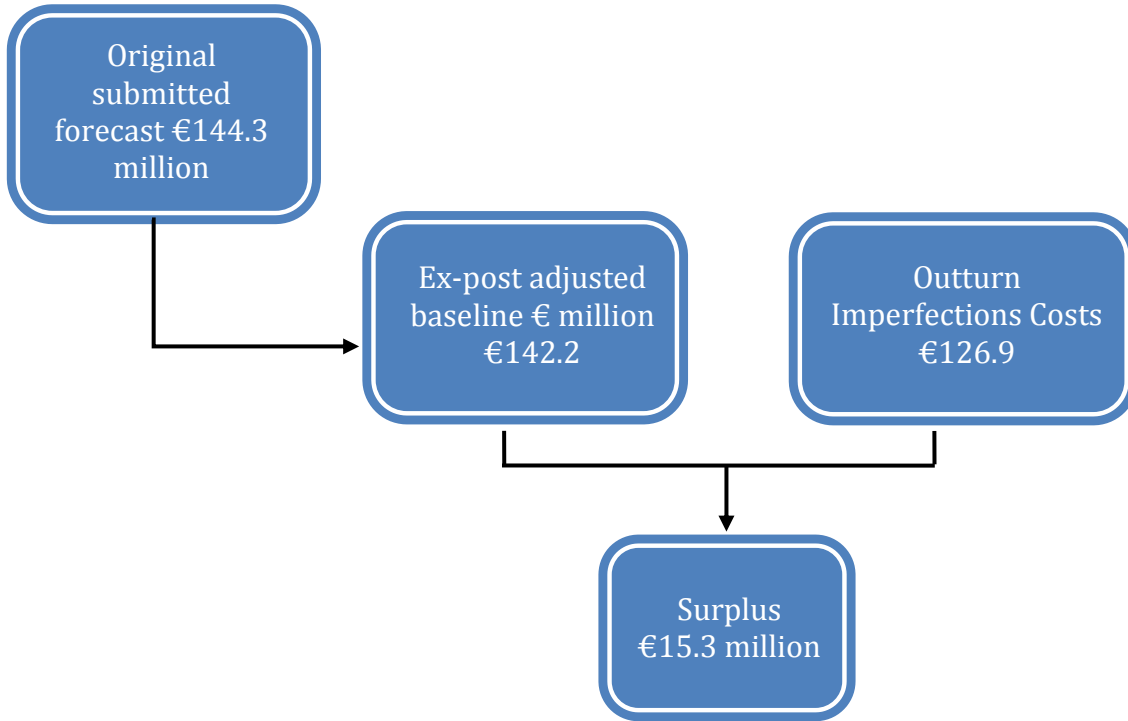 Original
submitted
forecast €144.3
million
Ex-post adjusted
baseline € million
€142.2
Outturn
Imperfections Costs
€126.9
Surplus
€15.3 million